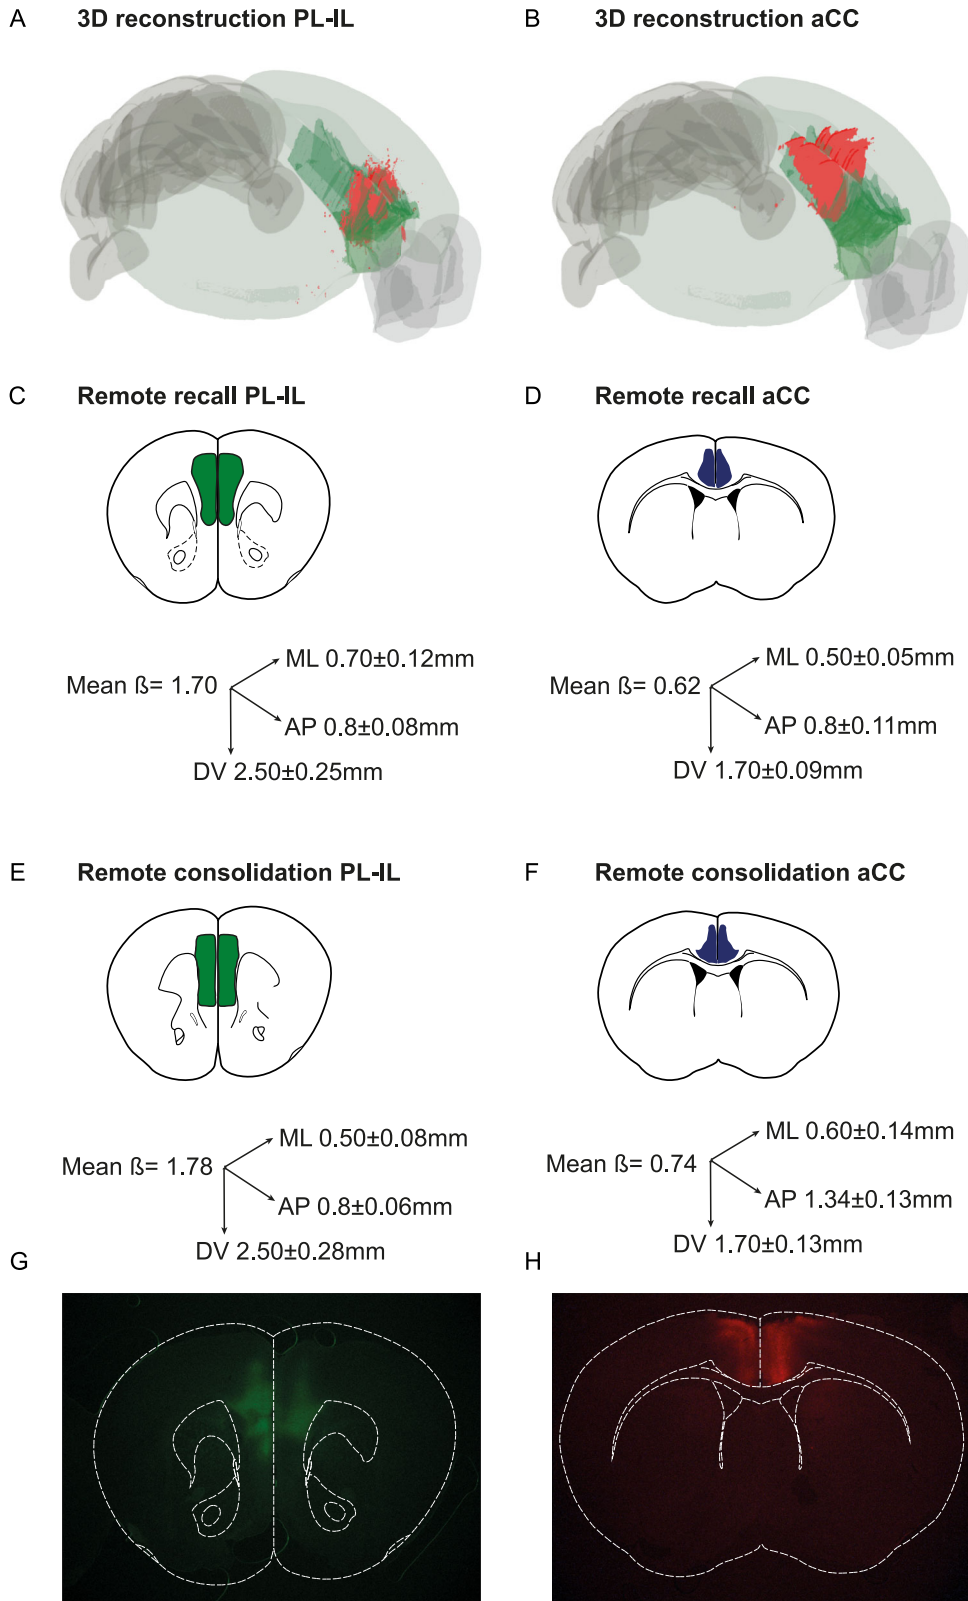 A 3D reconstruction PL-IL
B 3D reconstruction aCC
C Remote recall PL-IL
D Remote recall aCC
ML 0.70±0.12mm
Mean ß= 1.70
AP 0.8±0.08mm
DV 2.50±0.25mm
ML 0.50±0.05mm
Mean ß= 0.62
AP 0.8±0.11mm
DV 1.70±0.09mm
E Remote consolidation PL-IL
F Remote consolidation aCC
ML 0.50±0.08mm
Mean ß= 1.78
AP 0.8±0.06mm
DV 2.50±0.28mm
ML 0.60±0.14mm
Mean ß= 0.74
AP 1.34±0.13mm
DV 1.70±0.13mm
G
H